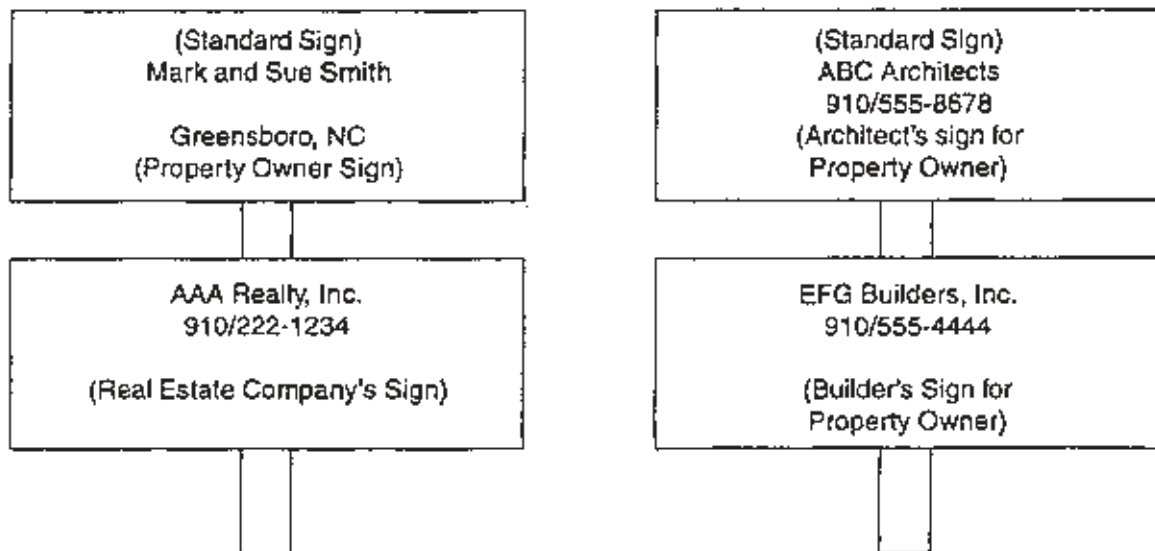 (Standard Sign)
Mark and Sue Smith
Greensboro, NC
(Property Owner Sign)
AAA Really, Inc.
910/222-1234
(Real Estate Company's Sign)
(Standard Sign)
ABC Architects
910/555-8678
(Architect's sign for
Property Owner)
EFG Builders, Inc.
910/555-4444
(Builder's Sign for
Property Owner)